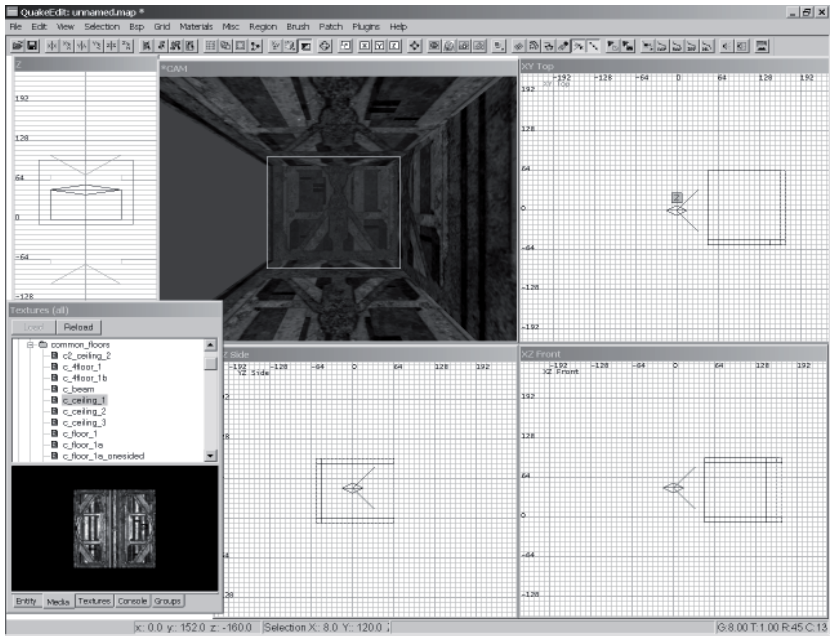 QuakeEdit: unnamed.map *
File Edit View Selection Bsp Grid Materials Misc Region Brush Patch Plugins Help
Z
*CAM
XY Top
-192 -128 -64 0 64 128 192
XY Top
192
128
64
0
-64
-128
-192
192
128
64
0
-64
-128
Textures (all)
Load Reload
common_floors
c2_ceiling_2
c_4floor_1
c_4floor_1b
c_beam
c_ceiling_1
c_ceiling_2
c_ceiling_3
c_floor_1
c_floor_1a
c_floor_1a_onesided
Entity Media Textures Console Groups
Z Side
-192 -128 -64 0 64 128 192
YZ Side
XZ Front
-192 -128 -64 0 64 128 192
XZ Front
192
128
64
0
-64
-128
x: 0.0 y: 152.0 z: -160.0 Selection X: 8.0 Y: 120.0
G:8.00 T:1.00 R:45 C:13